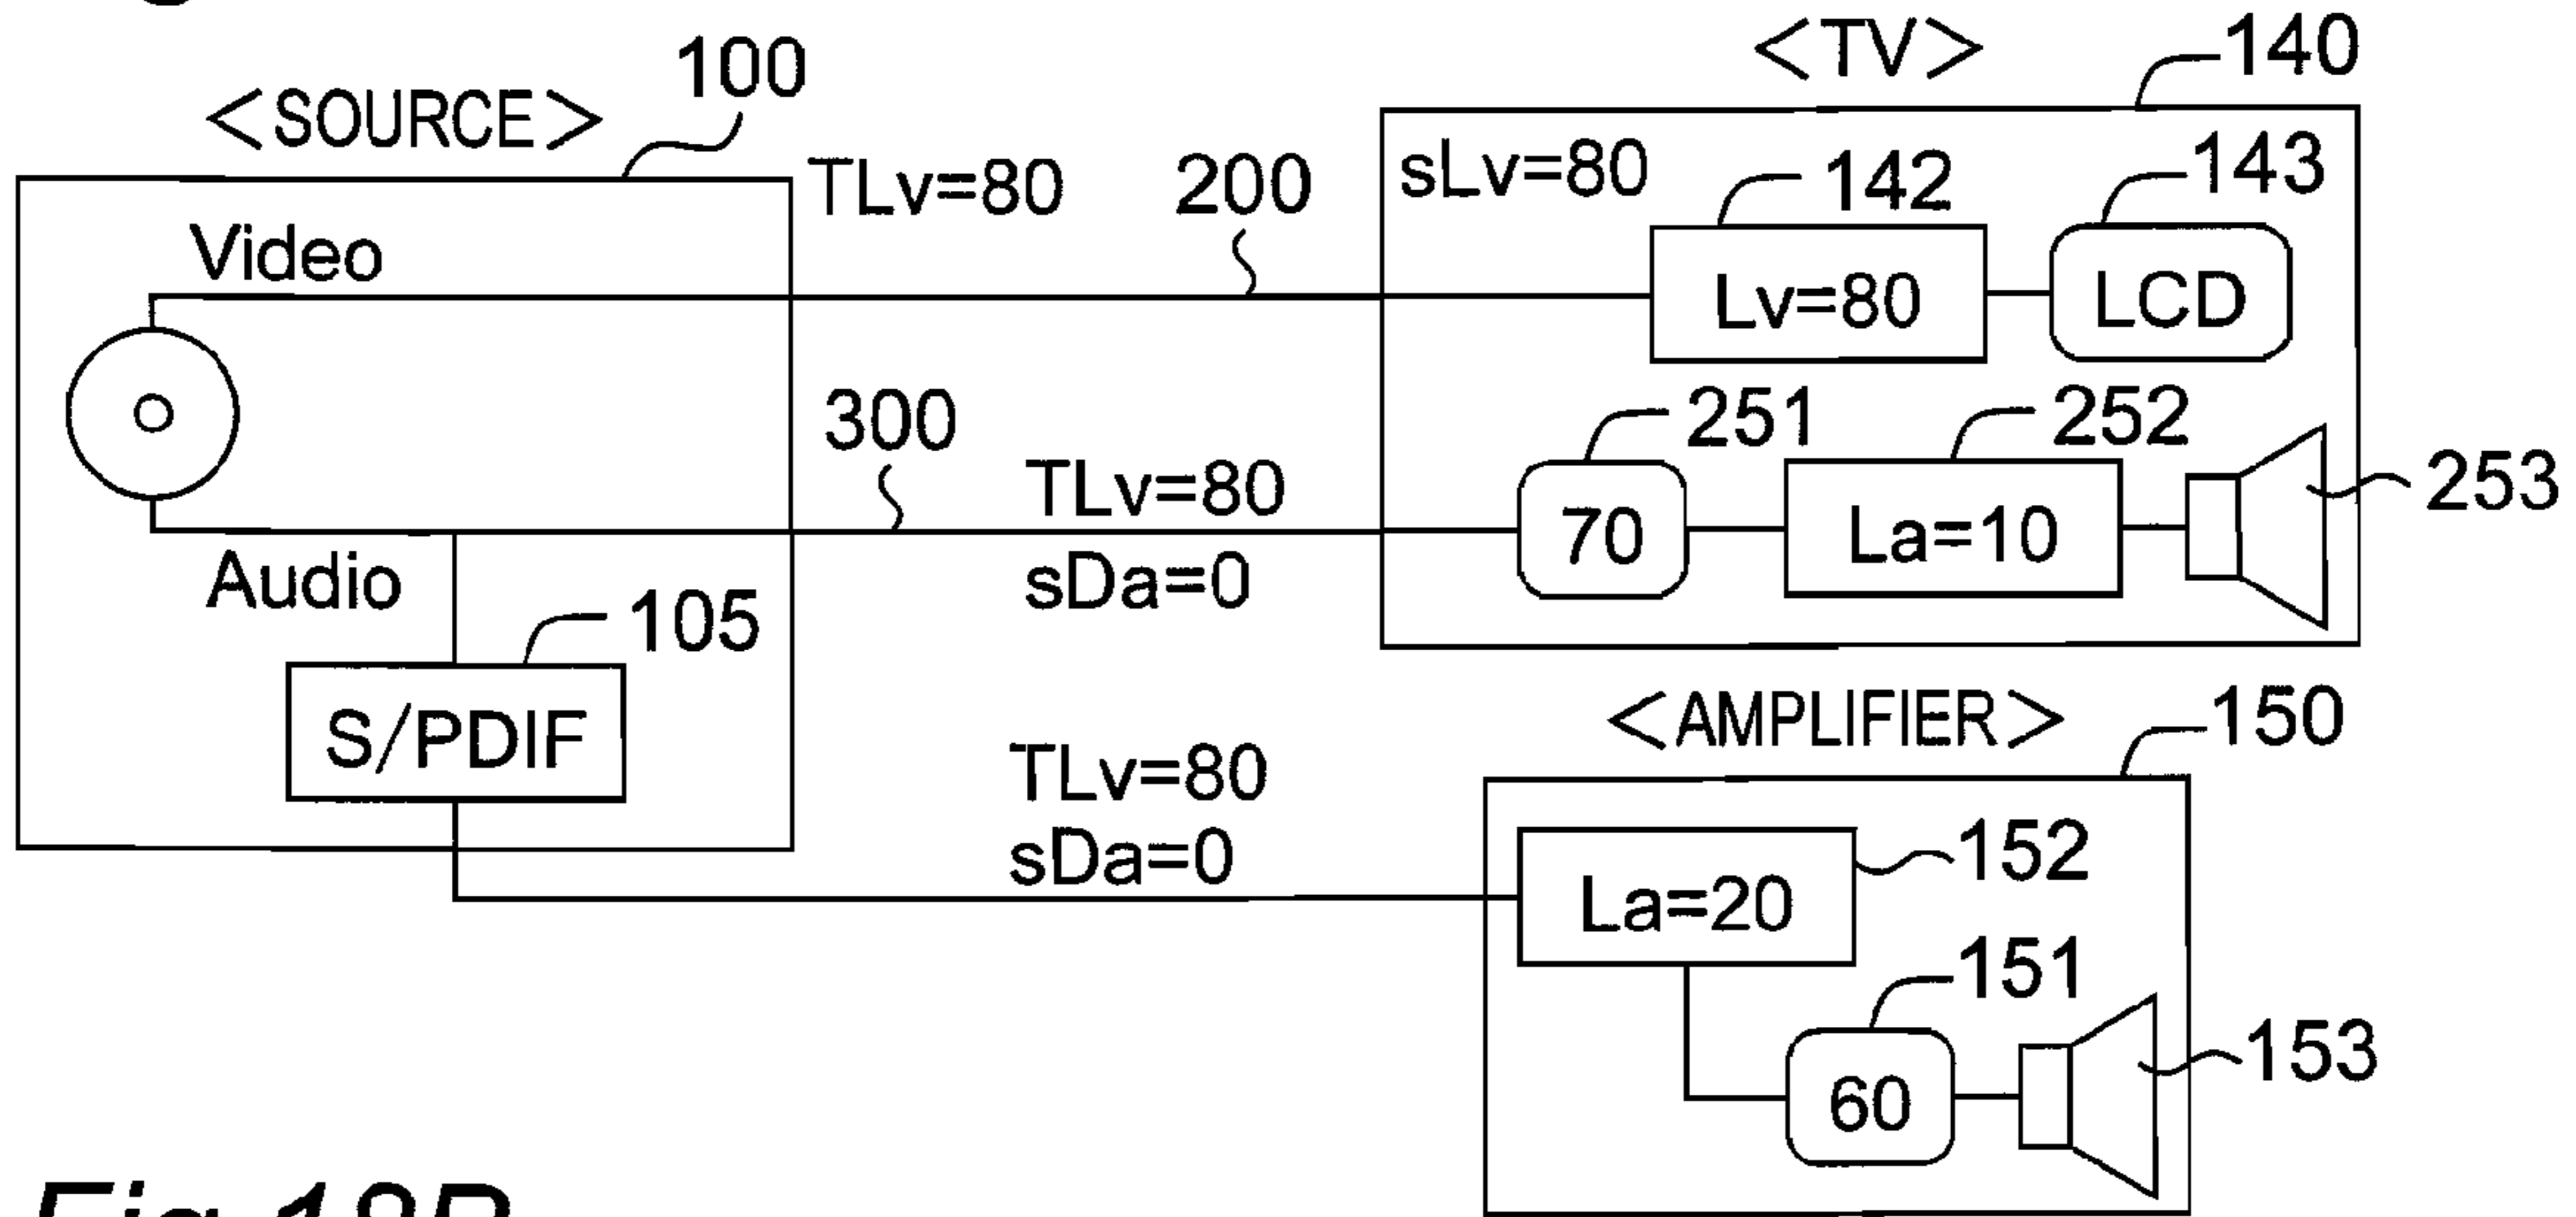 <SOURCE>
100
<TV>
140
TLv=80
200
sLv=80
142
143
Video
Lv=80
LCD
300
TLv=80
251
252
253
70
La=10
Audio
sDa=0
105
S/PDIF
<AMPLIFIER>
150
TLv=80
sDa=0
152
La=20
151
153
60